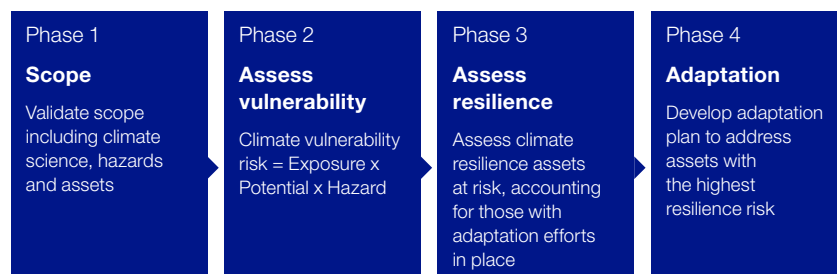 Phase 1
Scope
Validate scope
including climate
science, hazards
and assets
Phase 2
Assess
vulnerability
Climate vulnerability
risk = Exposure x
Potential x Hazard
Phase 3
Assess
resilience
Assess climate
resilience assets
at risk, accounting
for those with
adaptation efforts
in place
Phase 4
Adaptation
Develop adaptation
plan to address
assets with
the highest
resilience risk